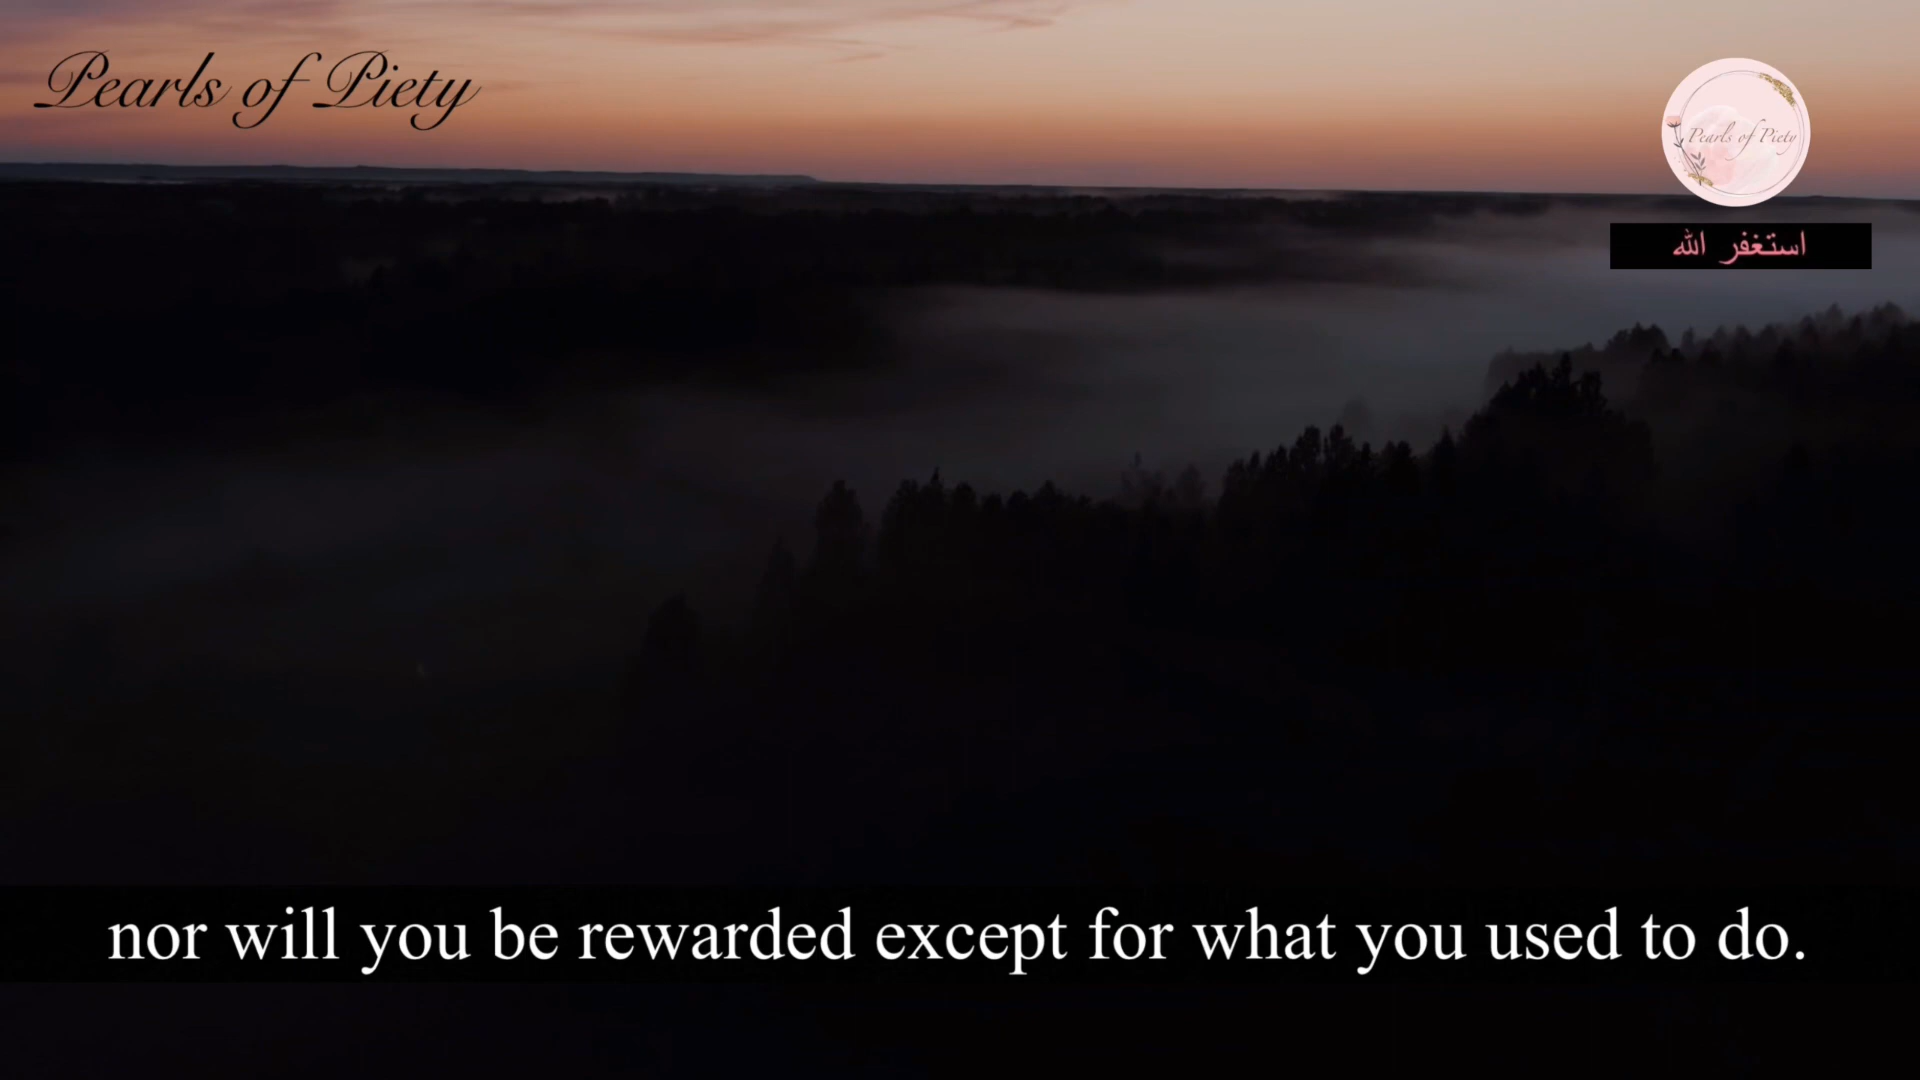 Pearls of Piety
Pearls of Piety
استغفر الله
nor will you be rewarded except for what you used to do.